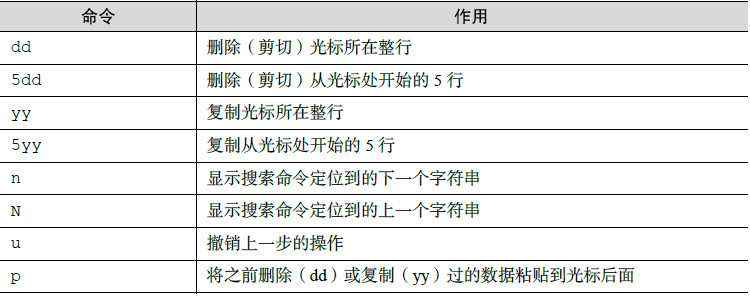 命令 作用
dd 删除（剪切）光标所在整行
5dd 删除（剪切）从光标处开始的 5 行
yy 复制光标所在整行
5yy 复制从光标处开始的 5 行
n 显示搜索命令定位到的下一个字符串
N 显示搜索命令定位到的上一个字符串
u 撤销上一步的操作
p 将之前删除（dd）或复制（yy）过的数据粘贴到光标后面